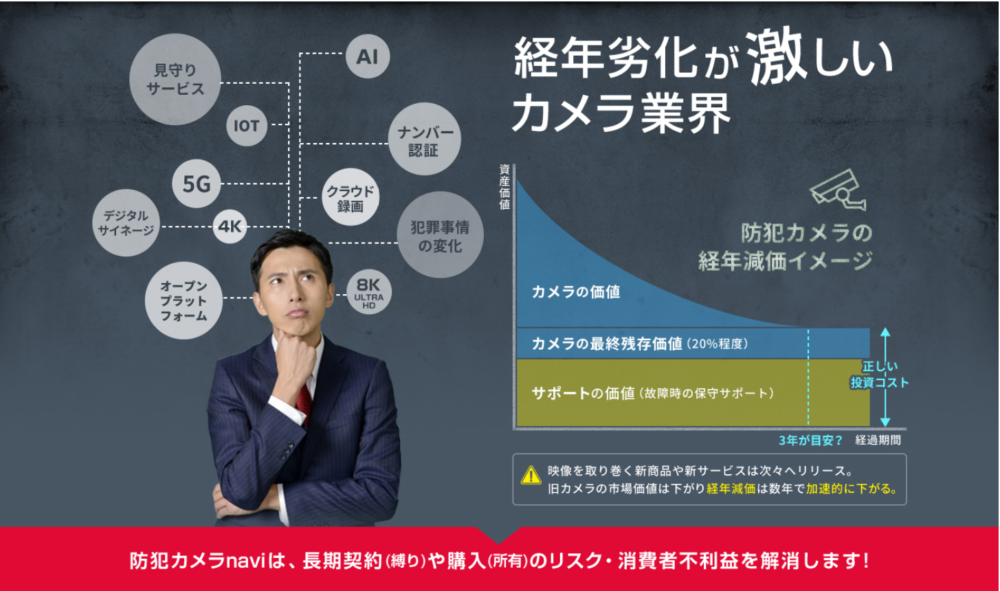 経年劣化が激しい
カメラ業界
見守り
サービス
AI
IOT
ナンバー
認証
5G
クラウド
録画
デジタル
サイネージ
4K
犯罪事情
の変化
オープン
プラット
フォーム
8K
ULTRA
HD
資産価値
防犯カメラの
経年減価イメージ
カメラの価値
カメラの最終残存価値（20%程度）
サポートの価値（故障時の保守サポート）
正しい
投資コスト
3年が目安？
経過期間
映像を取り巻く新商品や新サービスは次々へリリース。
旧カメラの市場価値は下がり経年減価は数年で加速的に下がる。
防犯カメラnaviは、長期契約(縛り)や購入(所有)のリスク・消費者不利益を解消します！